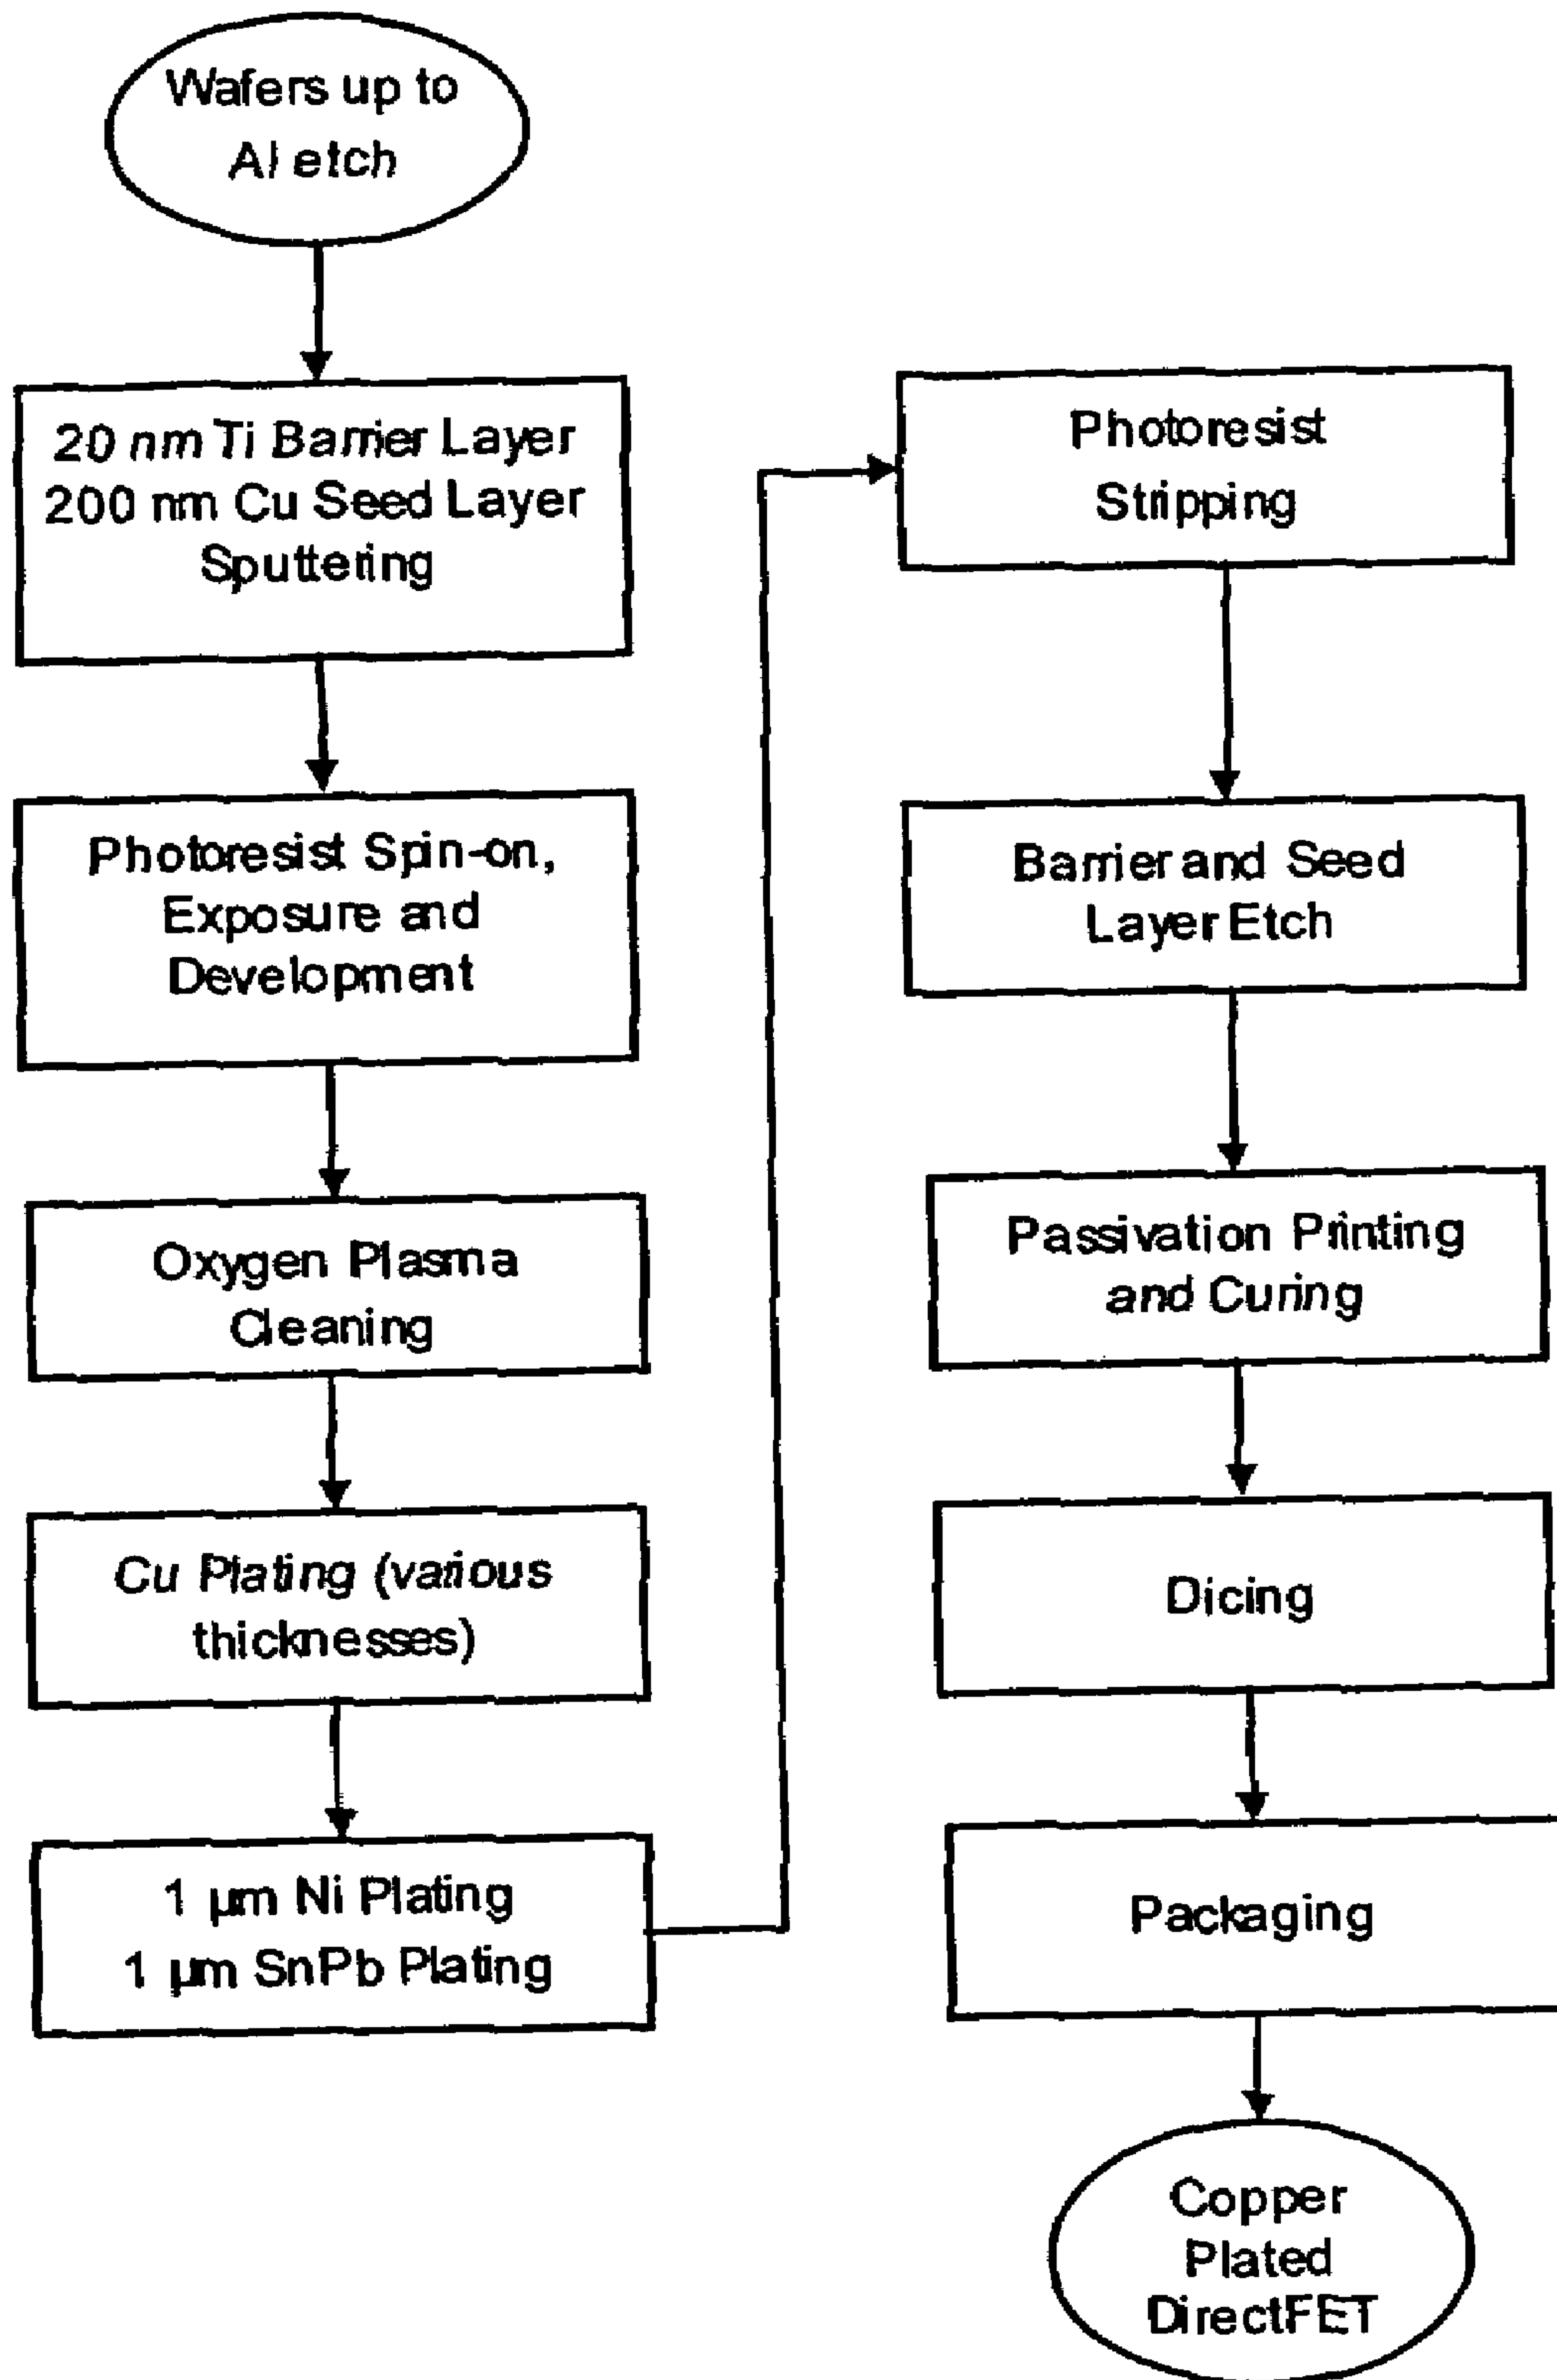 Wafers up to
Al etch
20 nm Ti Barrier Layer
200 nm Cu Seed Layer
Sputtering
Photoresist Spin-on,
Exposure and
Development
Oxygen Plasma
Cleaning
Cu Plating (various
thicknesses)
1 µm Ni Plating
1 µm SnPb Plating
Photoresist
Stripping
Barrier and Seed
Layer Etch
Passivation Printing
and Curing
Dicing
Packaging
Copper
Plated
DirectFET